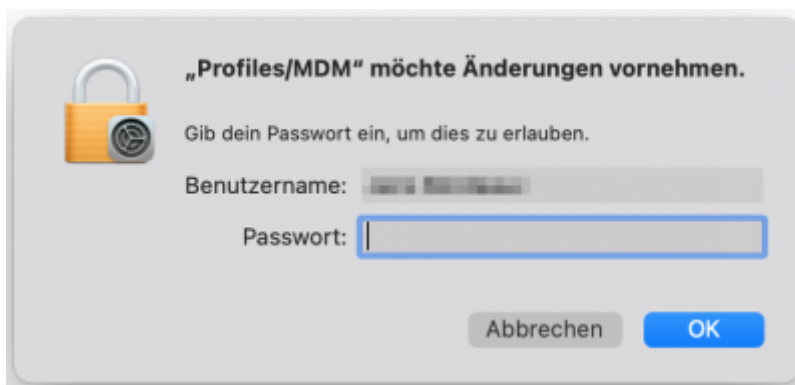 „Profiles/MDM“ möchte Änderungen vornehmen.
Gib dein Passwort ein, um dies zu erlauben.
Benutzername:
Passwort:
Abbrechen OK